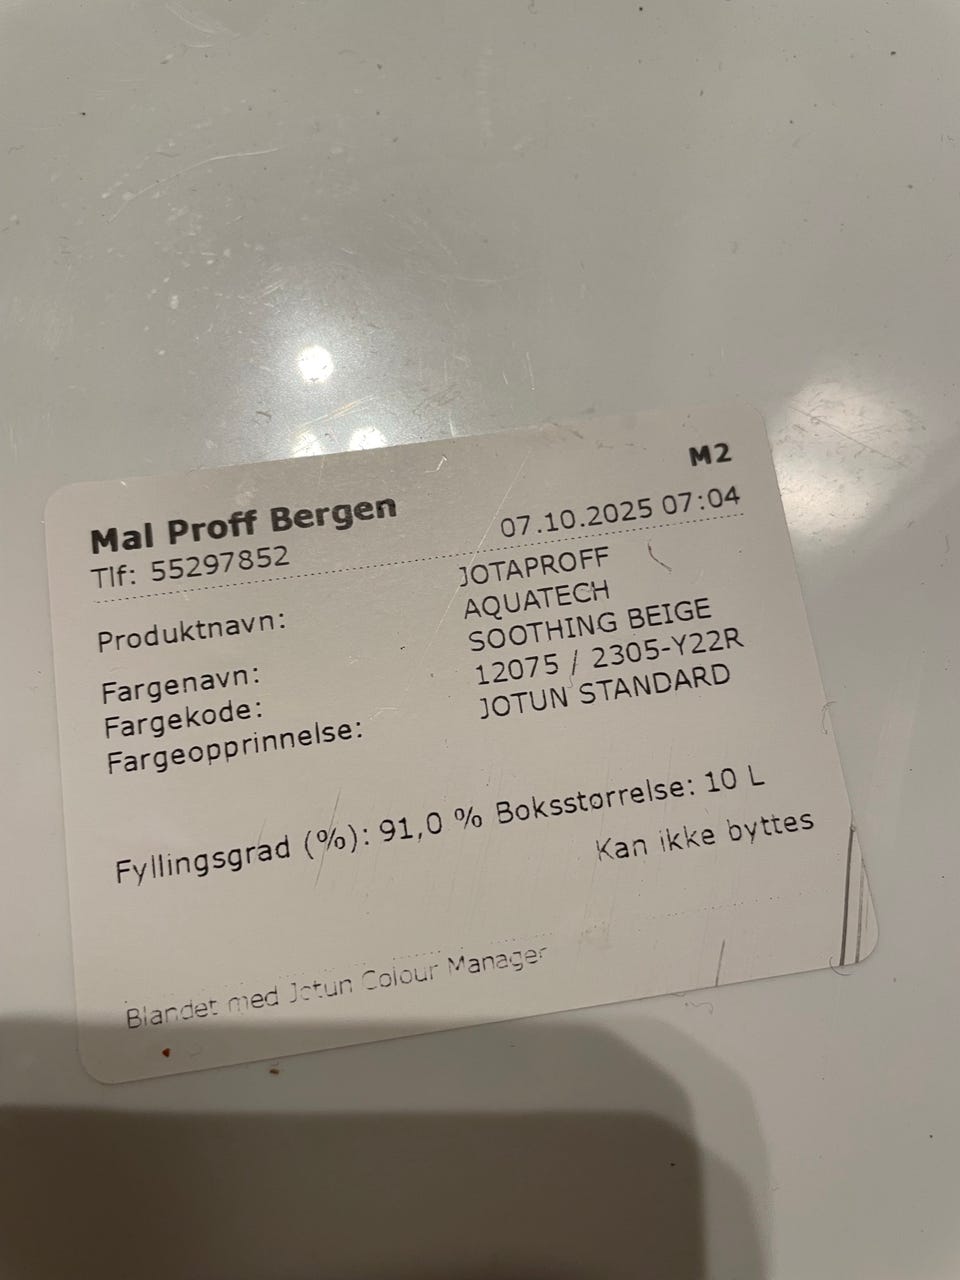 M2
Mal Proff Bergen
Tlf: 55297852 07.10.2025 07:04
Produktnavn: JOTAPROFF
AQUATECH
Fargenavn: SOOTHING BEIGE
Fargekode: 12075 / 2305-Y22R
Fargeopprinnelse: JOTUN STANDARD
Fyllingsgrad (%): 91,0 % Boksstørrelse: 10 L
Kan ikke byttes
Blandet med Jotun Colour Manager